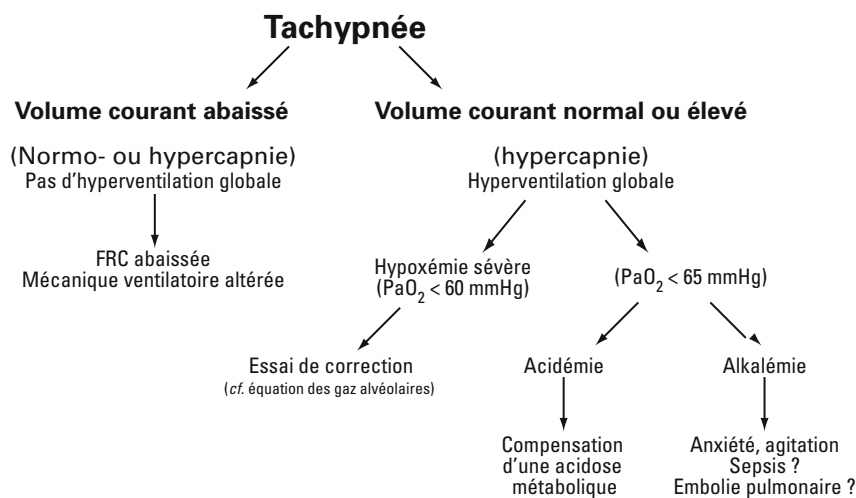 Tachypnée
Volume courant abaissé
(Normo- ou hypercapnie)
Pas d'hyperventilation globale
FRC abaissée
Mécanique ventilatoire altérée
Volume courant normal ou élevé
(hypercapnie)
Hyperventilation globale
Hypoxémie sévère
(PaO₂ < 60 mmHg)
Essai de correction
(cf. équation des gaz alvéolaires)
(PaO₂ < 65 mmHg)
Acidémie
Compensation
d'une acidose
métabolique
Alkalémie
Anxiété, agitation
Sepsis ?
Embolie pulmonaire ?